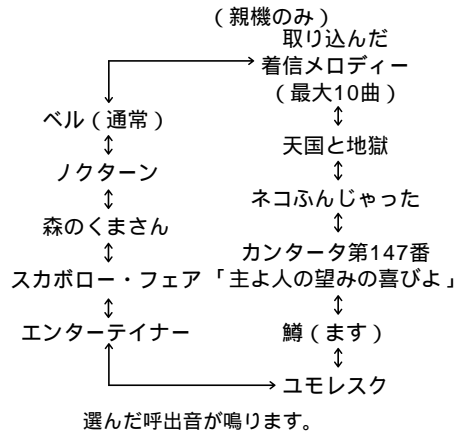 (親機のみ)
取り込んだ
着信メロディー
(最大10曲)
ベル(通常)
ノクターン
森のくまさん
スカボロー・フェア
エンターテイナー
天国と地獄
ネコふんじゃった
カンタータ第147番
「主よ人の望みの喜びよ」
鱒(ます)
ユモレスク
選んだ呼出音が鳴ります。